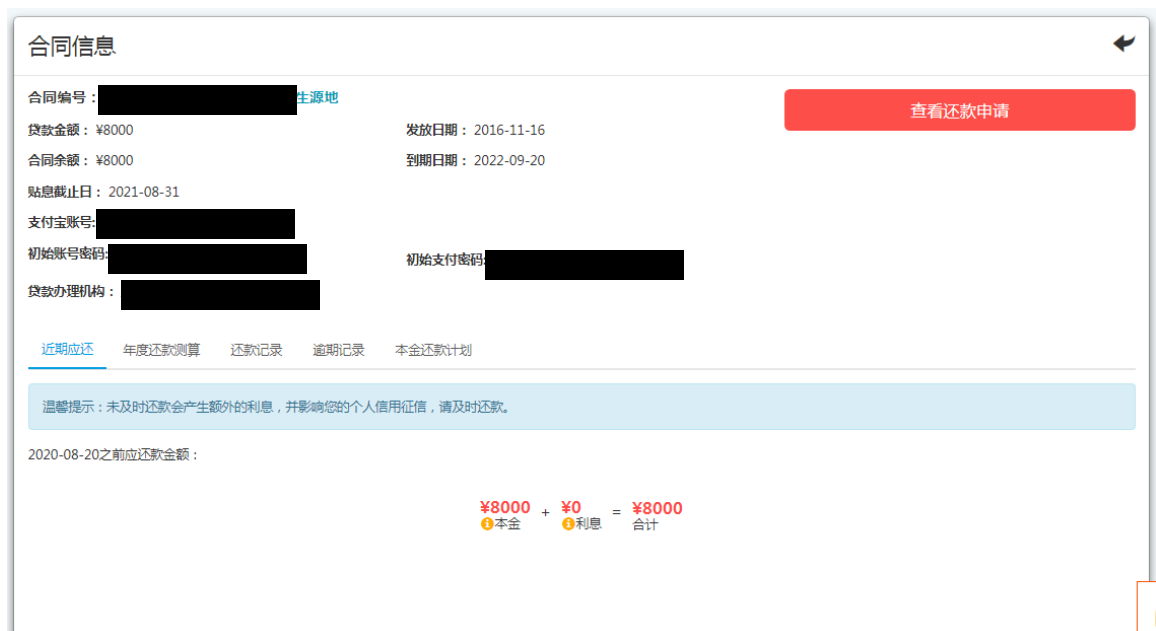 合同信息
合同编号：生源地
查看还款申请
贷款金额：¥8000 发放日期：2016-11-16
合同余额：¥8000 到期日期：2022-09-20
贴息截止日：2021-08-31
支付宝账号:
初始账号密码: 初始支付密码:
贷款办理机构：
近期应还 年度还款测算 还款记录 逾期记录 本金还款计划
温馨提示：未及时还款会产生额外的利息，并影响您的个人信用征信，请及时还款。
2020-08-20之前应还款金额：
¥8000 + ¥0 = ¥8000
本金 利息 合计